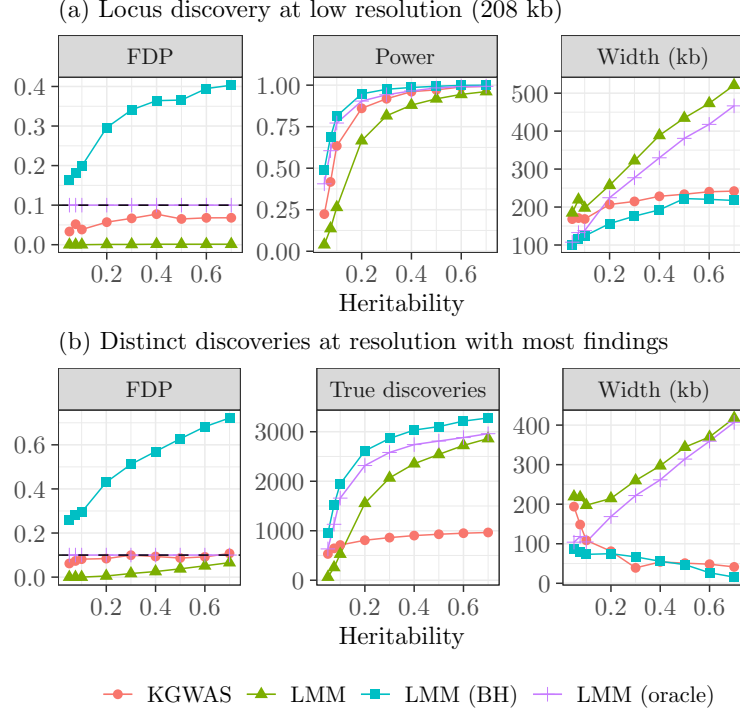 (a) Locus discovery at low resolution (208 kb)
FDP Power Width (kb)
0.4 0.3 0.2 0.1 0.0
1.00 0.75 0.50 0.25 0.00
500 400 300 200 100
0.2 0.4 0.6 0.2 0.4 0.6 0.2 0.4 0.6
Heritability
(b) Distinct discoveries at resolution with most findings
FDP True discoveries Width (kb)
0.6 0.4 0.2 0.0
3000 2000 1000 0
400 300 200 100 0
0.2 0.4 0.6 0.2 0.4 0.6 0.2 0.4 0.6
Heritability
KGWAS LMM LMM (BH) LMM (oracle)